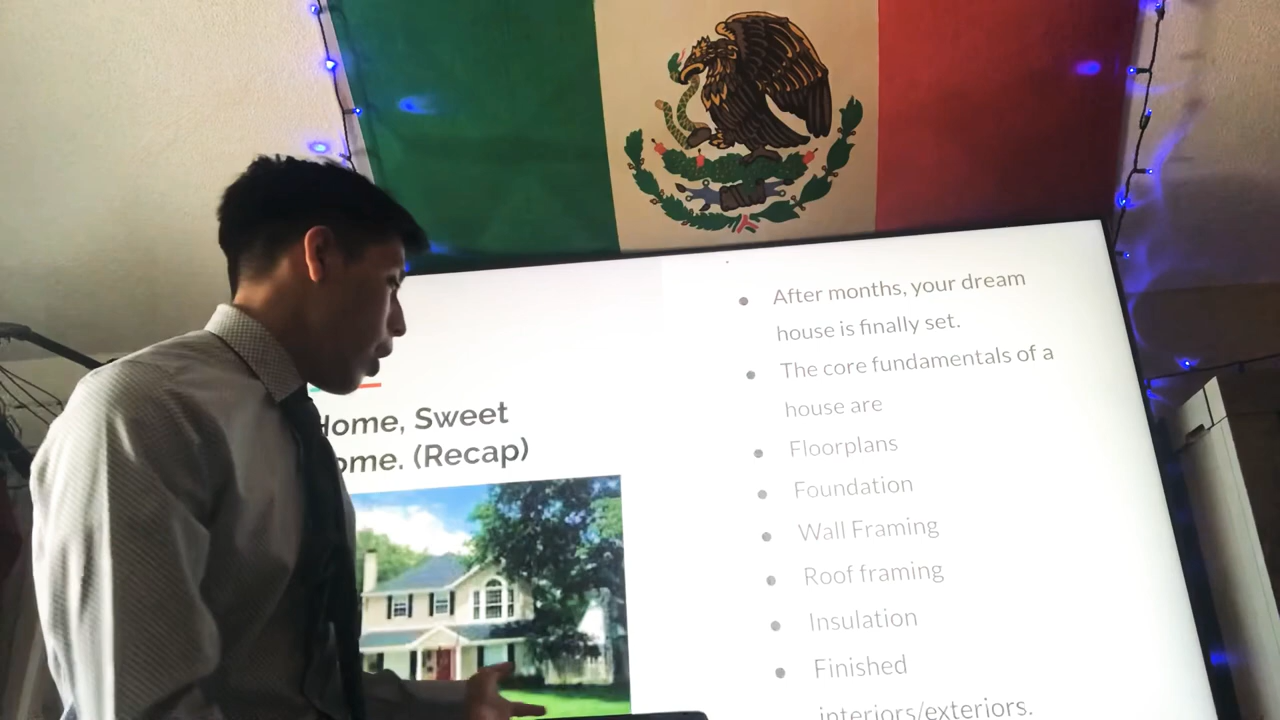 Home, Sweet
ome. (Recap)
After months, your dream
house is finally set.
The core fundamentals of a
house are
Floorplans
Foundation
Wall Framing
Roof framing
Insulation
Finished
interiors/exteriors.